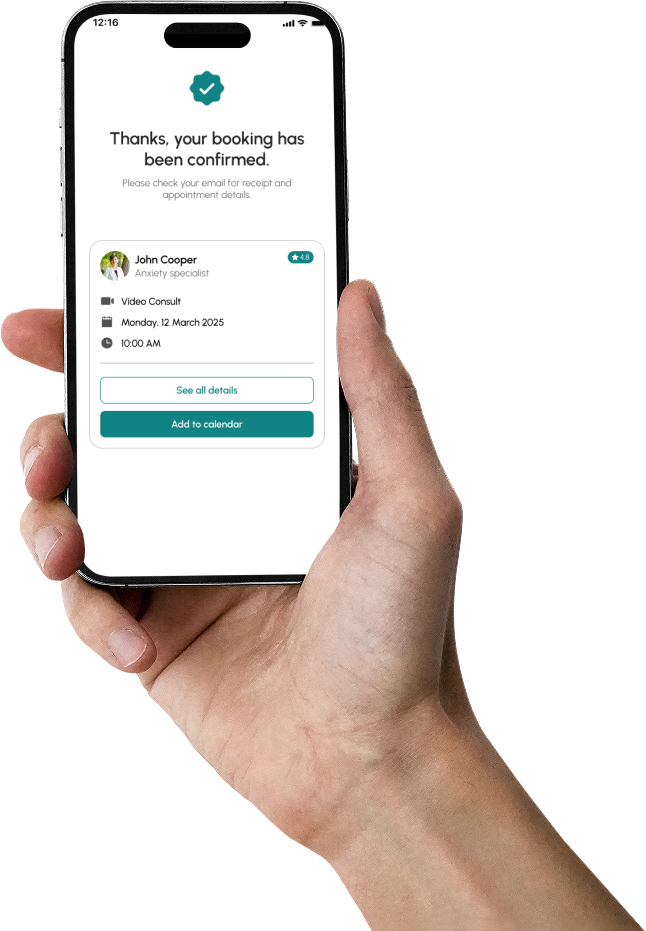 12:16
Thanks, your booking has
been confirmed.
Please check your email for receipt and
appointment details.
John Cooper
4.8
Anxiety specialist
Video Consult
Monday, 12 March 2025
10:00 AM
See all details
Add to calendar